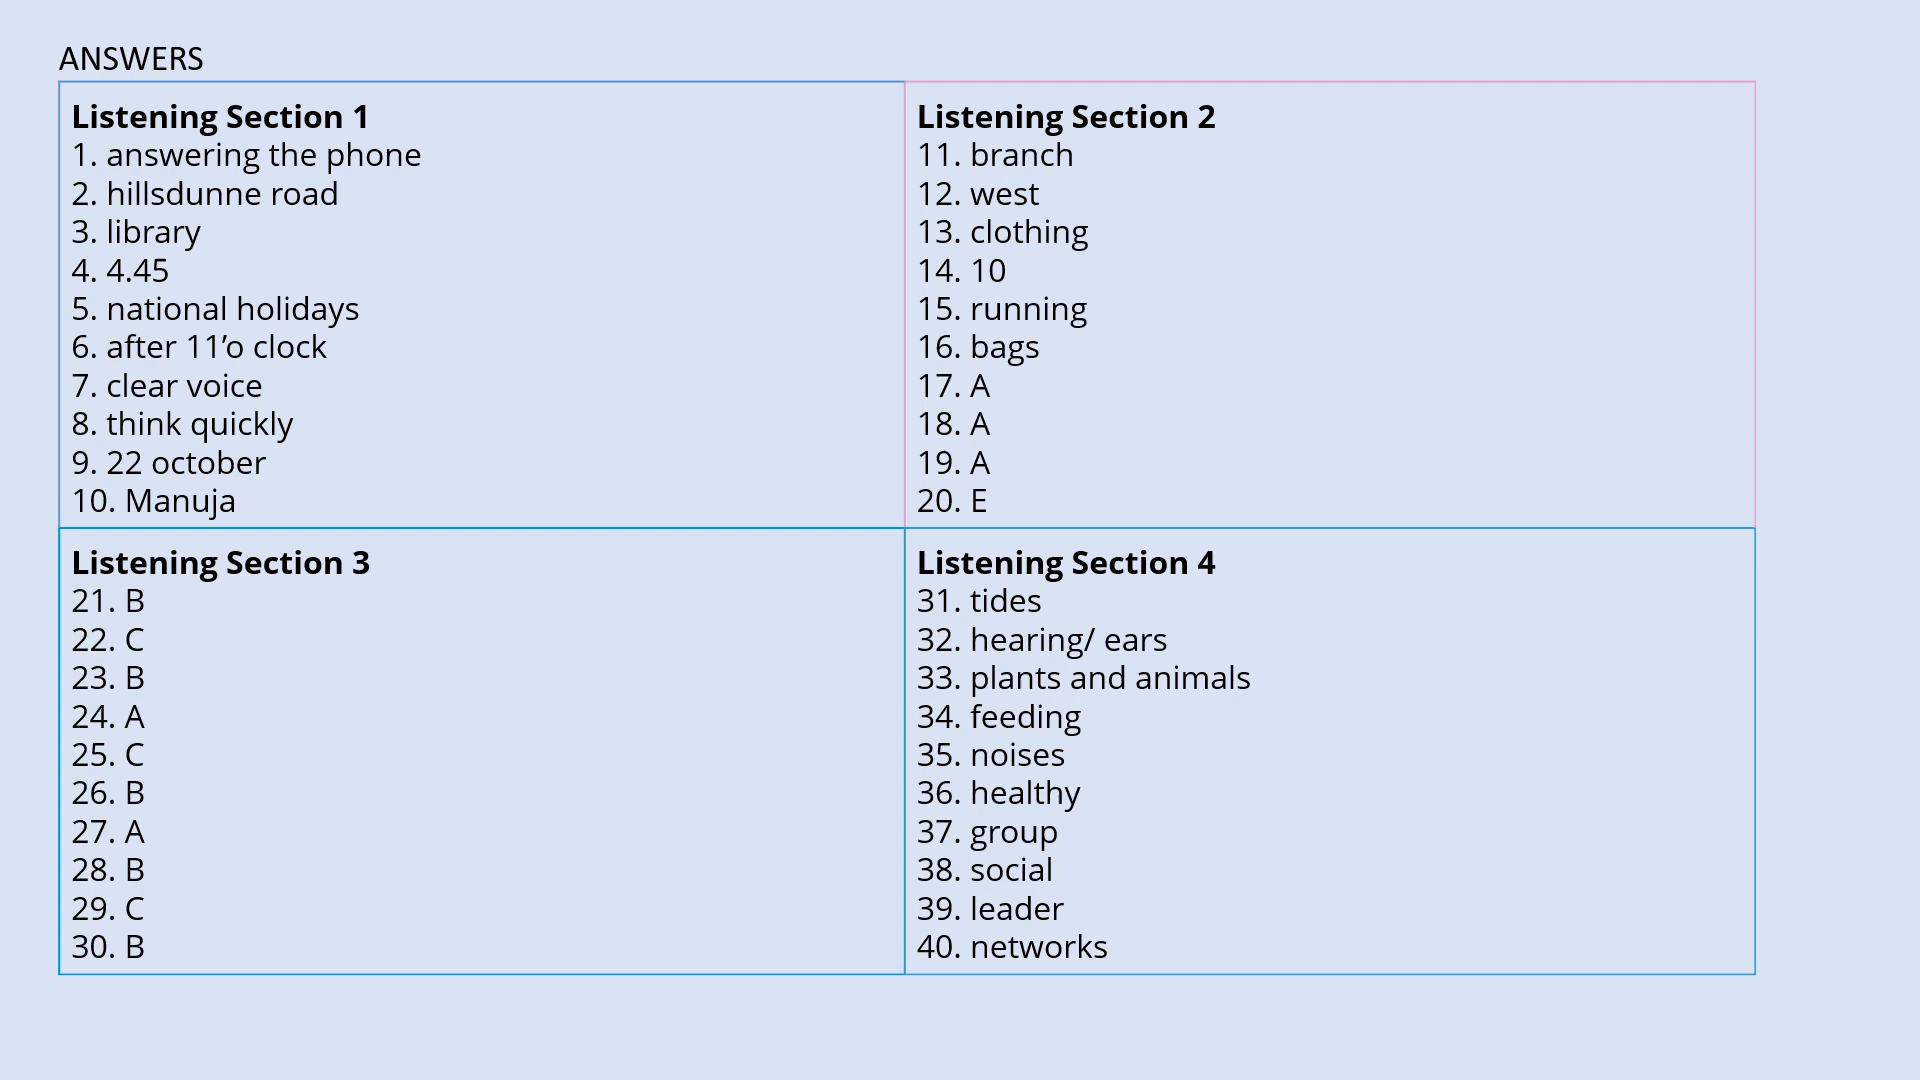 ANSWERS
Listening Section 1
1. answering the phone
2. hillsdunne road
3. library
4. 4.45
5. national holidays
6. after 11’o clock
7. clear voice
8. think quickly
9. 22 october
10. Manuja
Listening Section 2
11. branch
12. west
13. clothing
14. 10
15. running
16. bags
17. A
18. A
19. A
20. E
Listening Section 3
21. B
22. C
23. B
24. A
25. C
26. B
27. A
28. B
29. C
30. B
Listening Section 4
31. tides
32. hearing/ ears
33. plants and animals
34. feeding
35. noises
36. healthy
37. group
38. social
39. leader
40. networks